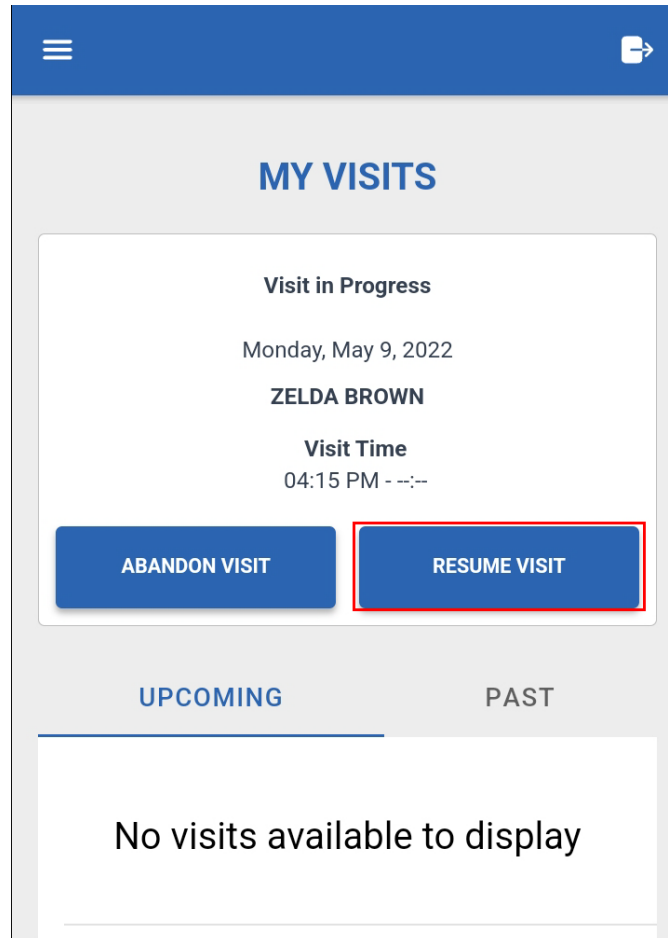 MY VISITS
Visit in Progress
Monday, May 9, 2022
ZELDA BROWN
Visit Time
04:15 PM - --:--
ABANDON VISIT
RESUME VISIT
UPCOMING
PAST
No visits available to display